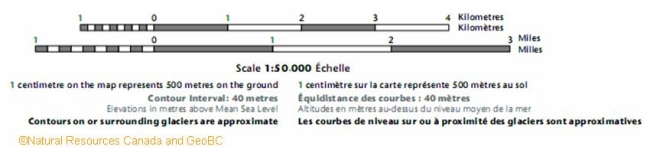 1 0 1 2 3 4 Kilometres
Kilomètres
1 0 1 2 3 Miles
Milles
Scale 1:50.000 Échelle
1 centimetre on the map represents 500 metres on the ground
1 centimètre sur la carte représente 500 mètres au sol
Contour Interval: 40 metres
Équidistance des courbes : 40 mètres
Elevations in metres above Mean Sea Level
Altitudes en mètres au-dessus du niveau moyen de la mer
Contours on or surrounding glaciers are approximate
Les courbes de niveau sur ou à proximité des glaciers sont approximatives
©Natural Resources Canada and GeoBC